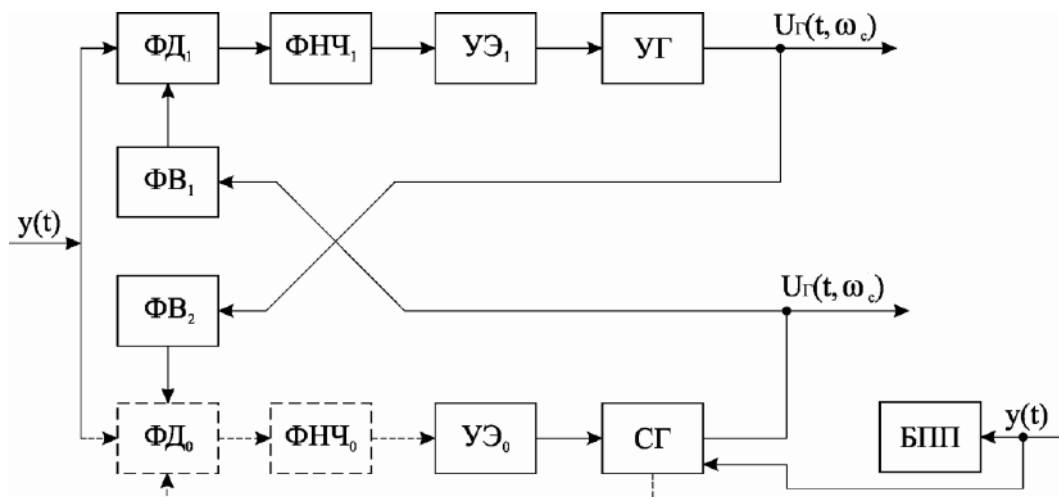 ФД₁ ФНЧ₁ УЭ₁ УГ Uг(t, ωс)
ФВ₁
y(t)
ФВ₂ Uг(t, ωс)
ФД₀ ФНЧ₀ УЭ₀ СГ БПП y(t)